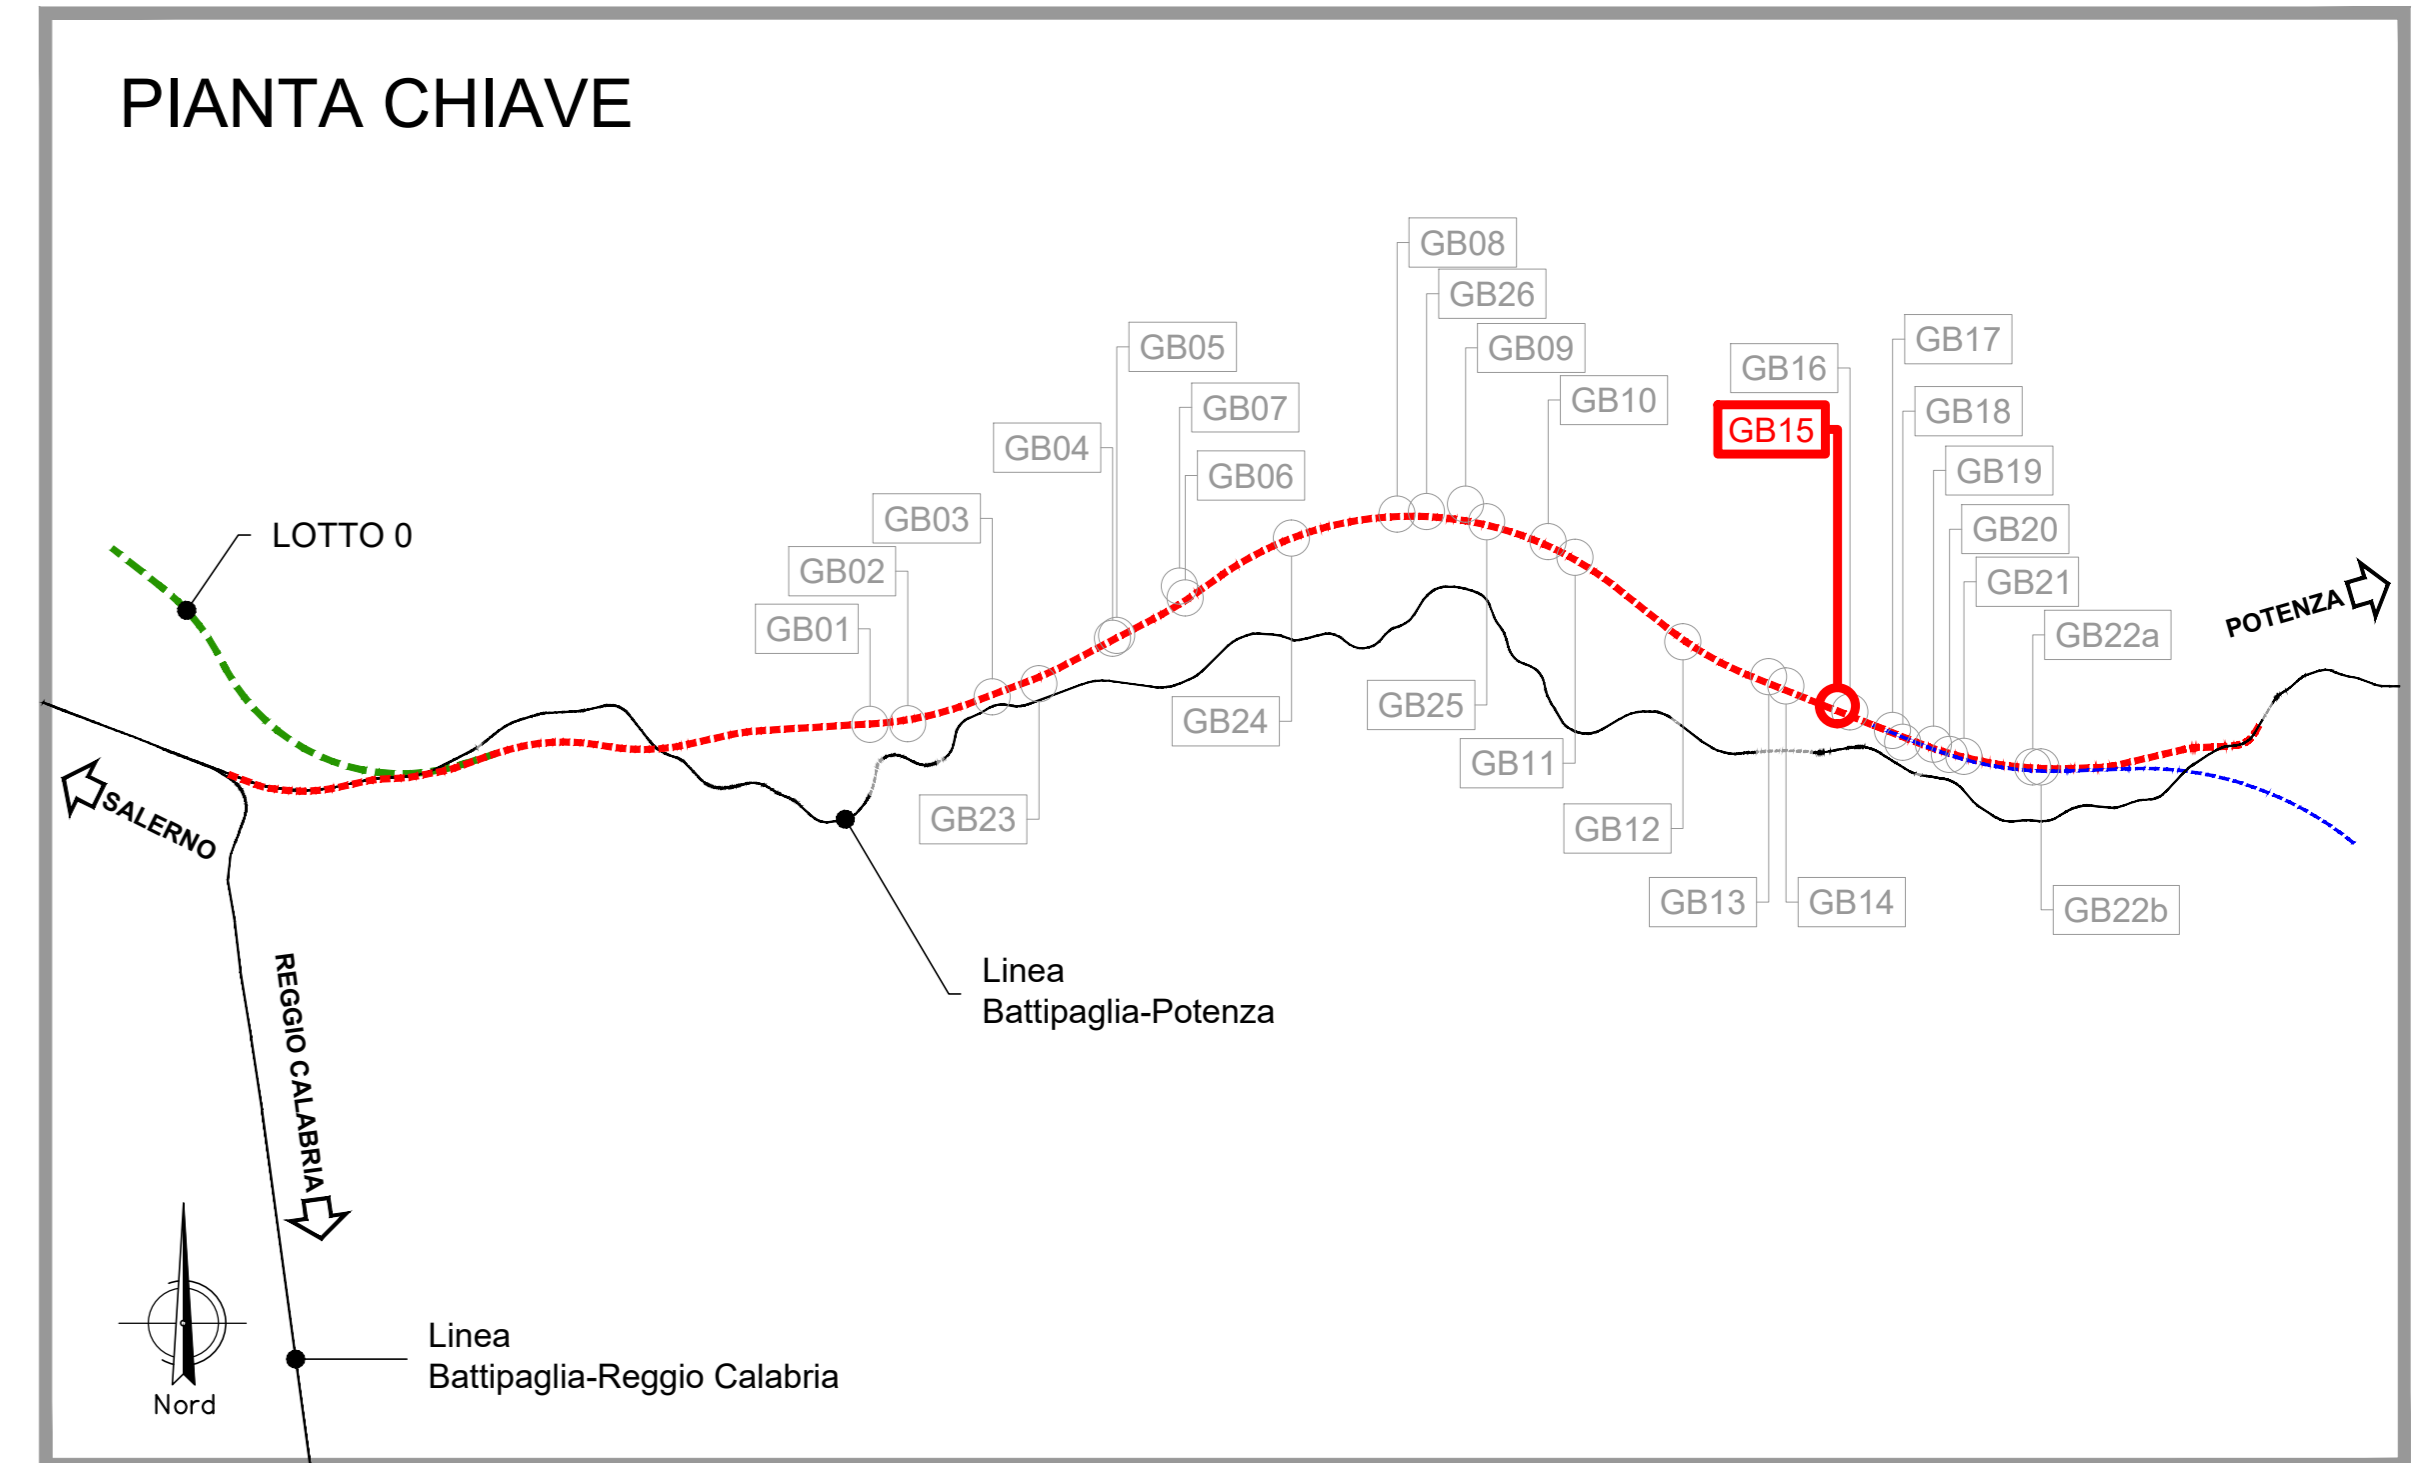 PIANTA CHIAVE
GB08
GB26
GB05
GB09
GB17
GB16
GB07
GB10
GB18
GB15
GB04
GB06
GB19
GB03
LOTTO 0
GB20
GB02
GB21
GB01
GB22a
POTENZA
GB24
GB25
GB11
SALERNO
GB23
GB12
GB13
GB14
GB22b
REGGIO CALABRIA
Linea
Battipaglia-Potenza
Linea
Battipaglia-Reggio Calabria
Nord